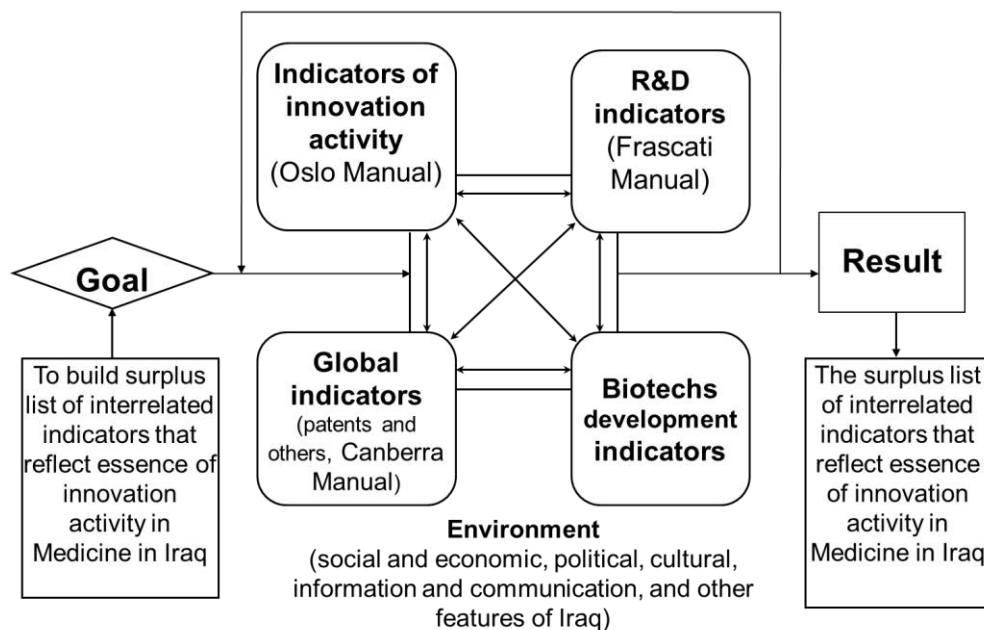 Indicators of
innovation
activity
(Oslo Manual)
R&D
indicators
(Frascati
Manual)
Goal
Result
To build surplus
list of interrelated
indicators that
reflect essence of
innovation
activity in
Medicine in Iraq
Global
indicators
(patents and
others, Canberra
Manual)
Biotechs
development
indicators
The surplus list
of interrelated
indicators that
reflect essence
of innovation
activity in
Medicine in Iraq
Environment
(social and economic, political, cultural,
information and communication, and other
features of Iraq)